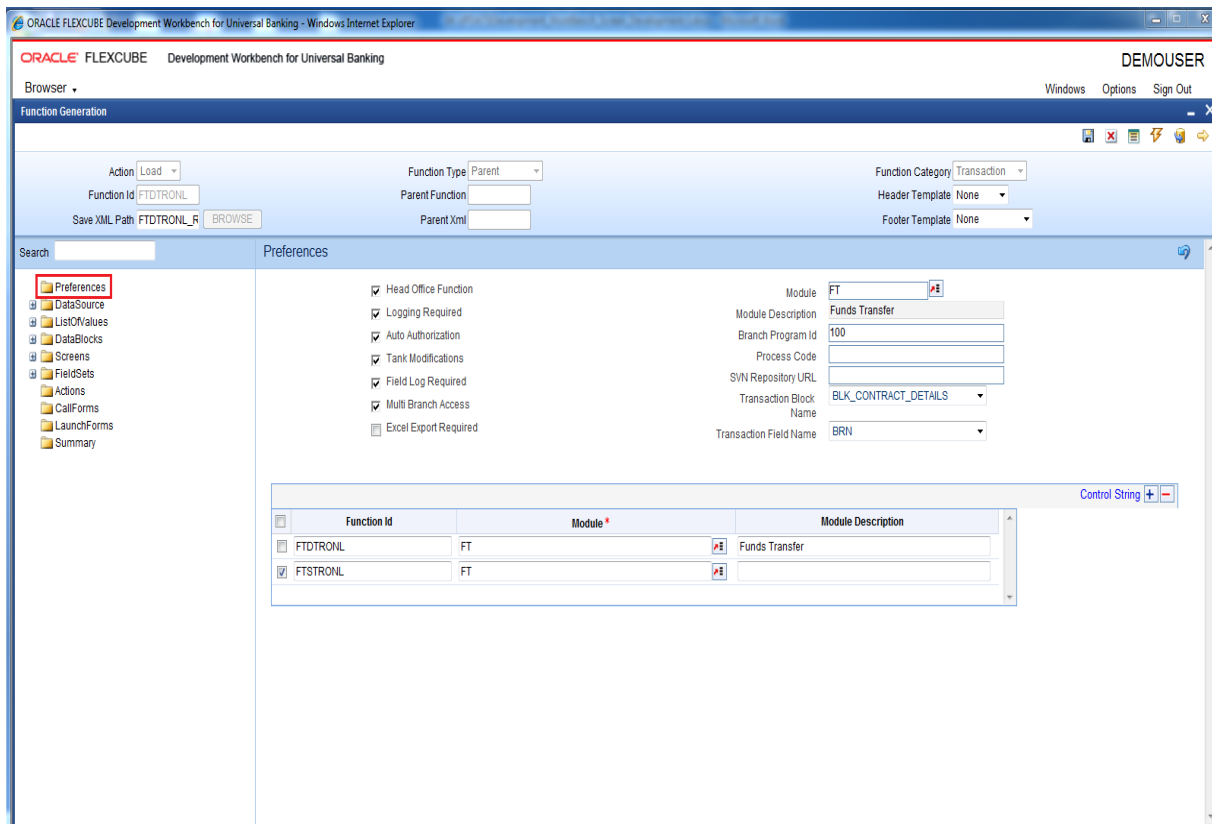 ORACLE FLEXCUBE Development Workbench for Universal Banking - Windows Internet Explorer
ORACLE FLEXCUBE Development Workbench for Universal Banking DEMOUSER
Browser Windows Options Sign Out
Function Generation
Action Load Function Type Parent Function Category Transaction
Function Id FTDTRONL Parent Function Header Template None
Save XML Path FTDTRONL_R BROWSE Parent Xml Footer Template None
Search Preferences
Preferences
DataSource
ListOfValues
DataBlocks
Screens
FieldSets
Actions
CallForms
LaunchForms
Summary
Head Office Function
Logging Required
Auto Authorization
Tank Modifications
Field Log Required
Multi Branch Access
Excel Export Required
Module FT
Module Description Funds Transfer
Branch Program Id 100
Process Code
SVN Repository URL
Transaction Block Name BLK_CONTRACT_DETAILS
Transaction Field Name BRN
Control String + -
Function Id Module * Module Description
FTDTRONL FT Funds Transfer
FTSTRONL FT